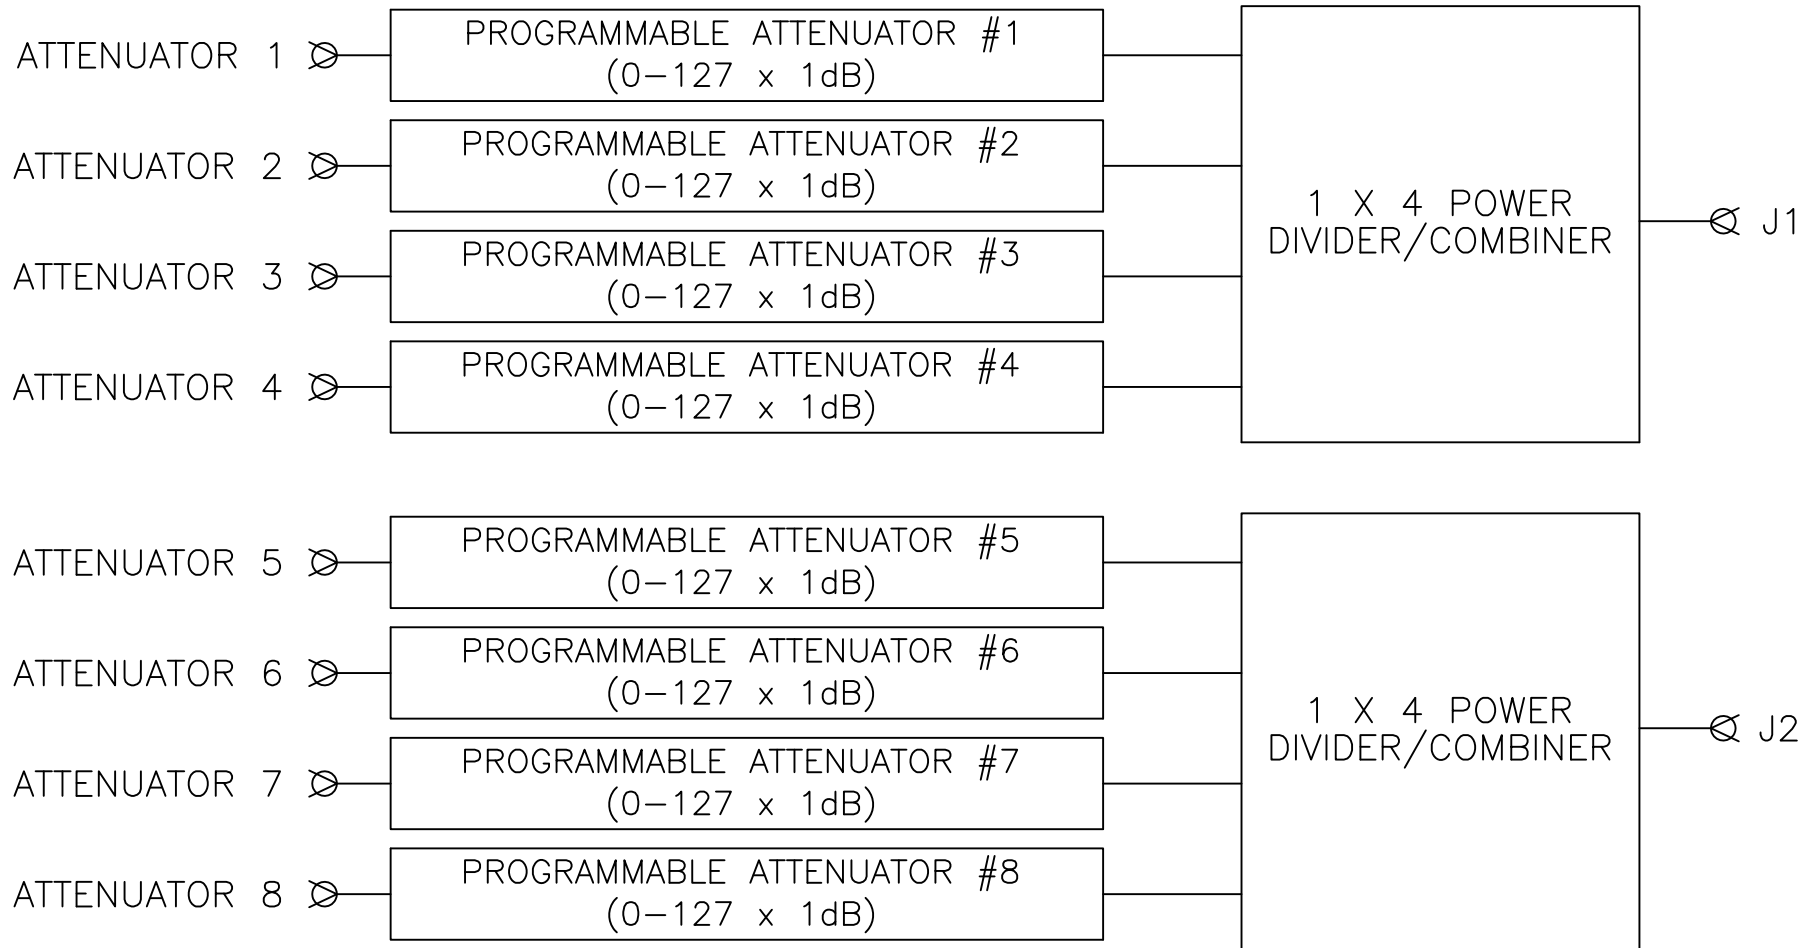 ATTENUATOR 1
PROGRAMMABLE ATTENUATOR #1
(0-127 x 1dB)
ATTENUATOR 2
PROGRAMMABLE ATTENUATOR #2
(0-127 x 1dB)
ATTENUATOR 3
PROGRAMMABLE ATTENUATOR #3
(0-127 x 1dB)
ATTENUATOR 4
PROGRAMMABLE ATTENUATOR #4
(0-127 x 1dB)
1 X 4 POWER
DIVIDER/COMBINER
J1
ATTENUATOR 5
PROGRAMMABLE ATTENUATOR #5
(0-127 x 1dB)
ATTENUATOR 6
PROGRAMMABLE ATTENUATOR #6
(0-127 x 1dB)
ATTENUATOR 7
PROGRAMMABLE ATTENUATOR #7
(0-127 x 1dB)
ATTENUATOR 8
PROGRAMMABLE ATTENUATOR #8
(0-127 x 1dB)
1 X 4 POWER
DIVIDER/COMBINER
J2